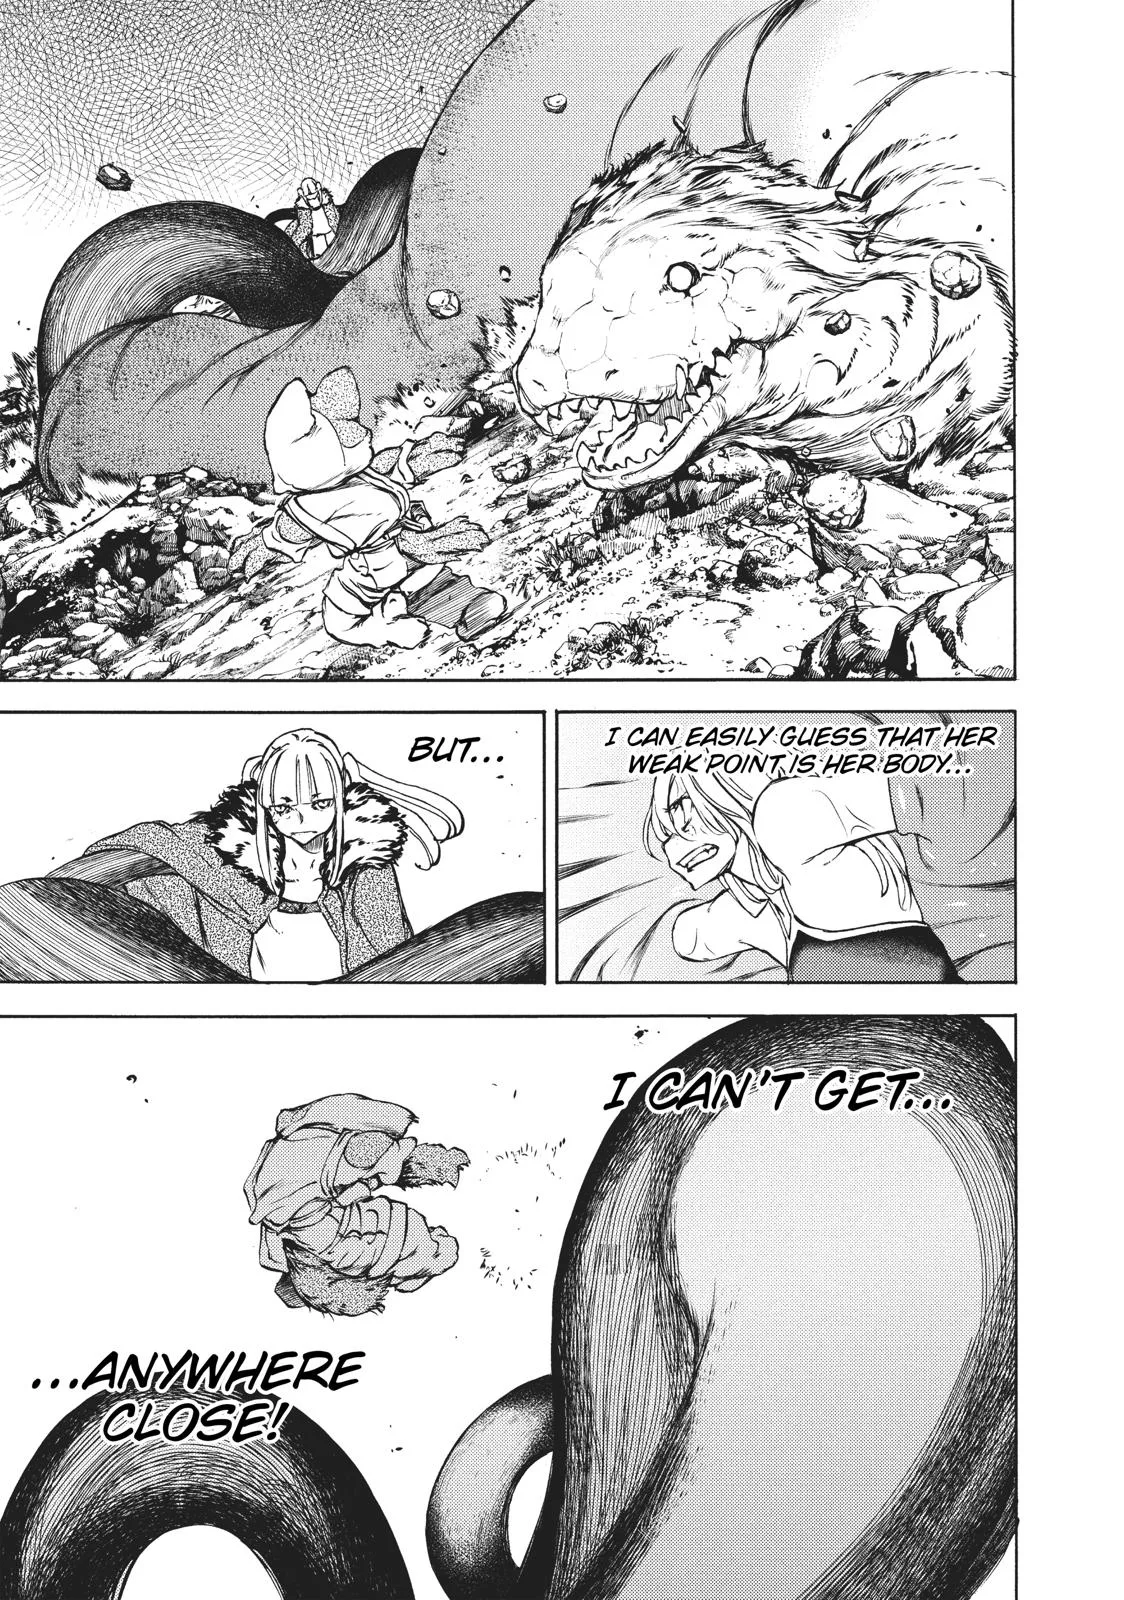 I CAN EASILY GUESS THAT HER
WEAK POINT IS HER BODY...
BUT...
I CAN'T GET...
...ANYWHERE
CLOSE!